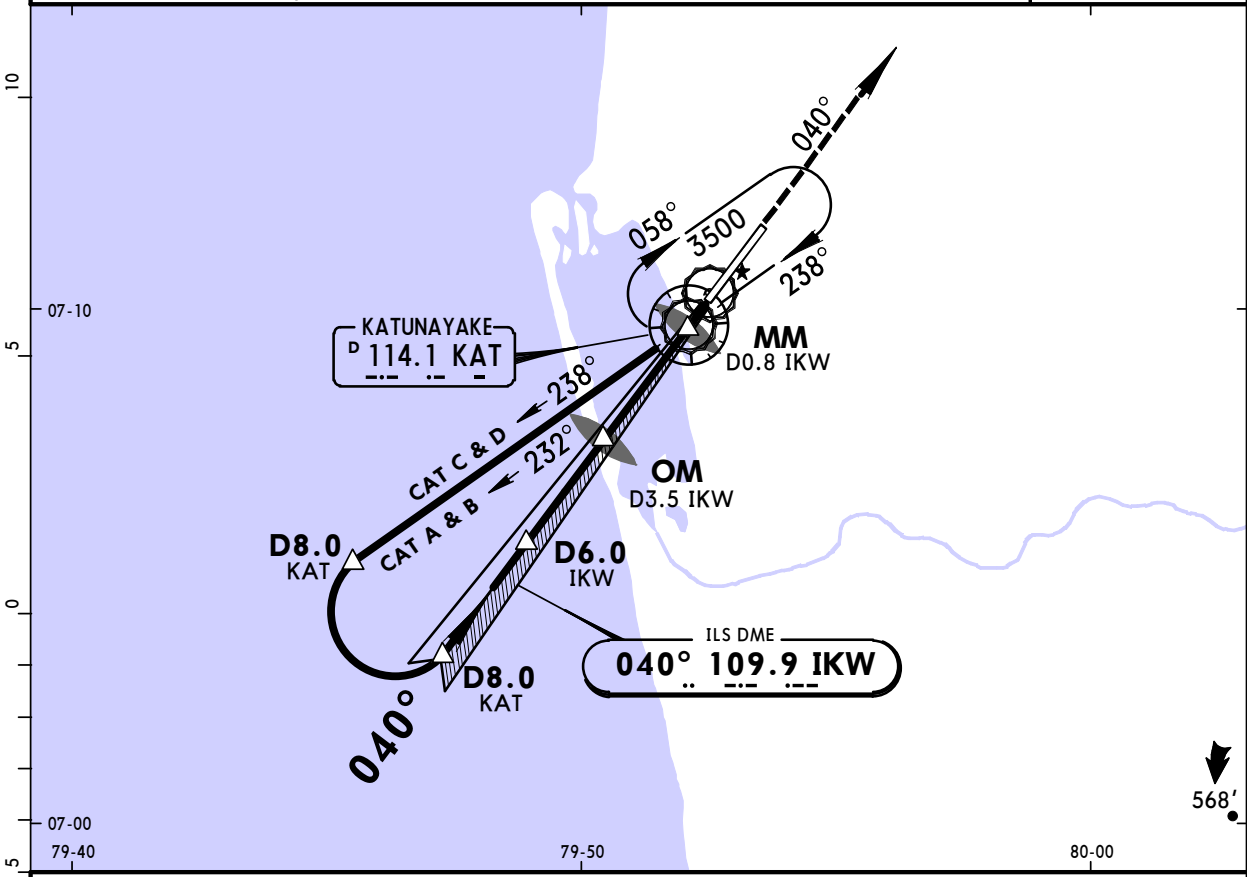 10
040°
058°
3500
238°
07-10
KATUNAYAKE
D 114.1 KAT
MM
D0.8 IKW
5
238°
CAT C & D
232°
CAT A & B
OM
D3.5 IKW
D8.0
KAT
D6.0
IKW
0
ILS DME
040° 109.9 IKW
D8.0
KAT
040°
568'
07-00
79-40
79-50
80-00
5